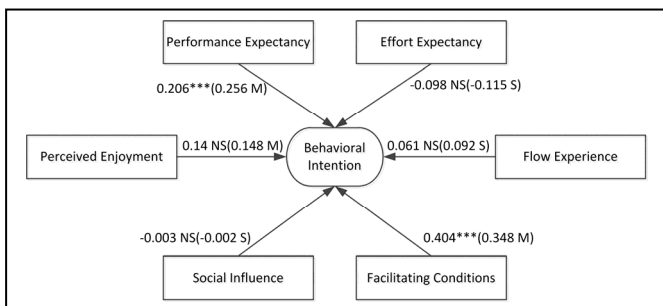 Performance Expectancy
Effort Expectancy
0.206***(0.256 M)
-0.098 NS(-0.115 S)
Perceived Enjoyment
0.14 NS(0.148 M)
Behavioral
Intention
0.061 NS(0.092 S)
Flow Experience
-0.003 NS(-0.002 S)
0.404***(0.348 M)
Social Influence
Facilitating Conditions